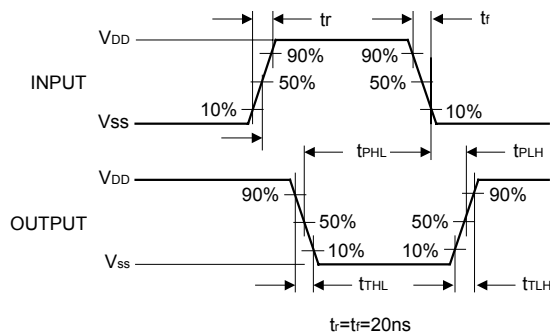 tr
tf
VDD
90%
90%
INPUT
50%
50%
10%
10%
Vss
tPHL
tPLH
VDD
90%
90%
OUTPUT
50%
50%
10%
10%
Vss
tTHL
tTLH
tr=tf=20ns